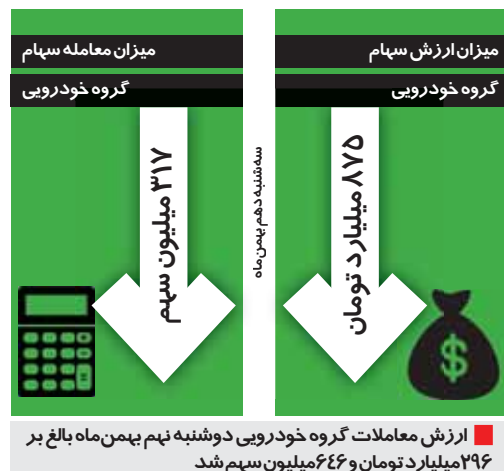 میزان ارزش سهام
گروه خودرویی
۸۷۵ میلیارد تومان
سه‌شنبه دهم بهمن‌ماه
میزان معامله سهام
گروه خودرویی
۳۱۷ میلیون سهم
$
ارزش معاملات گروه خودرویی دوشنبه نهم بهمن‌ماه بالغ بر
۲۹۶ میلیارد تومان و ۶۴۶ میلیون سهم شد